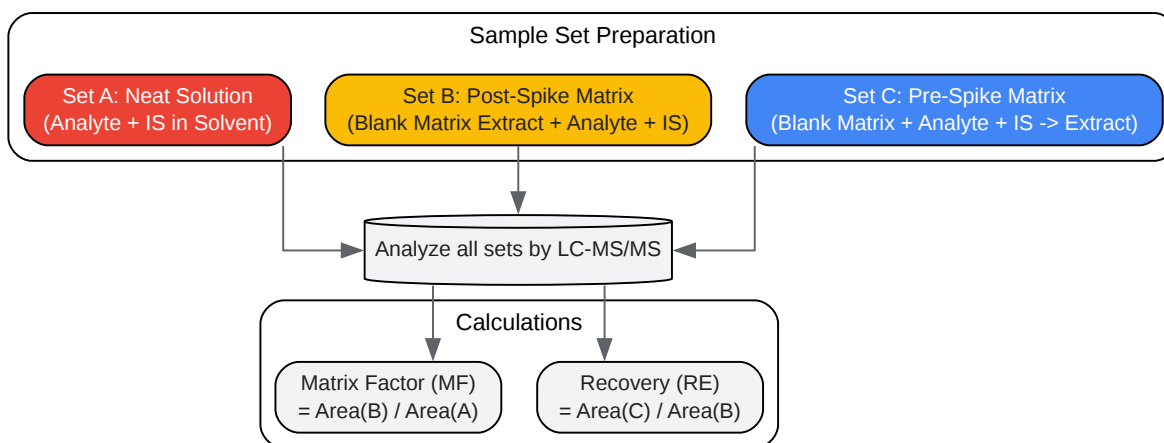 Sample Set Preparation
Set A: Neat Solution
(Analyte + IS in Solvent)
Set B: Post-Spike Matrix
(Blank Matrix Extract + Analyte + IS)
Set C: Pre-Spike Matrix
(Blank Matrix + Analyte + IS -> Extract)
Analyze all sets by LC-MS/MS
Calculations
Matrix Factor (MF)
= Area(B) / Area(A)
Recovery (RE)
= Area(C) / Area(B)